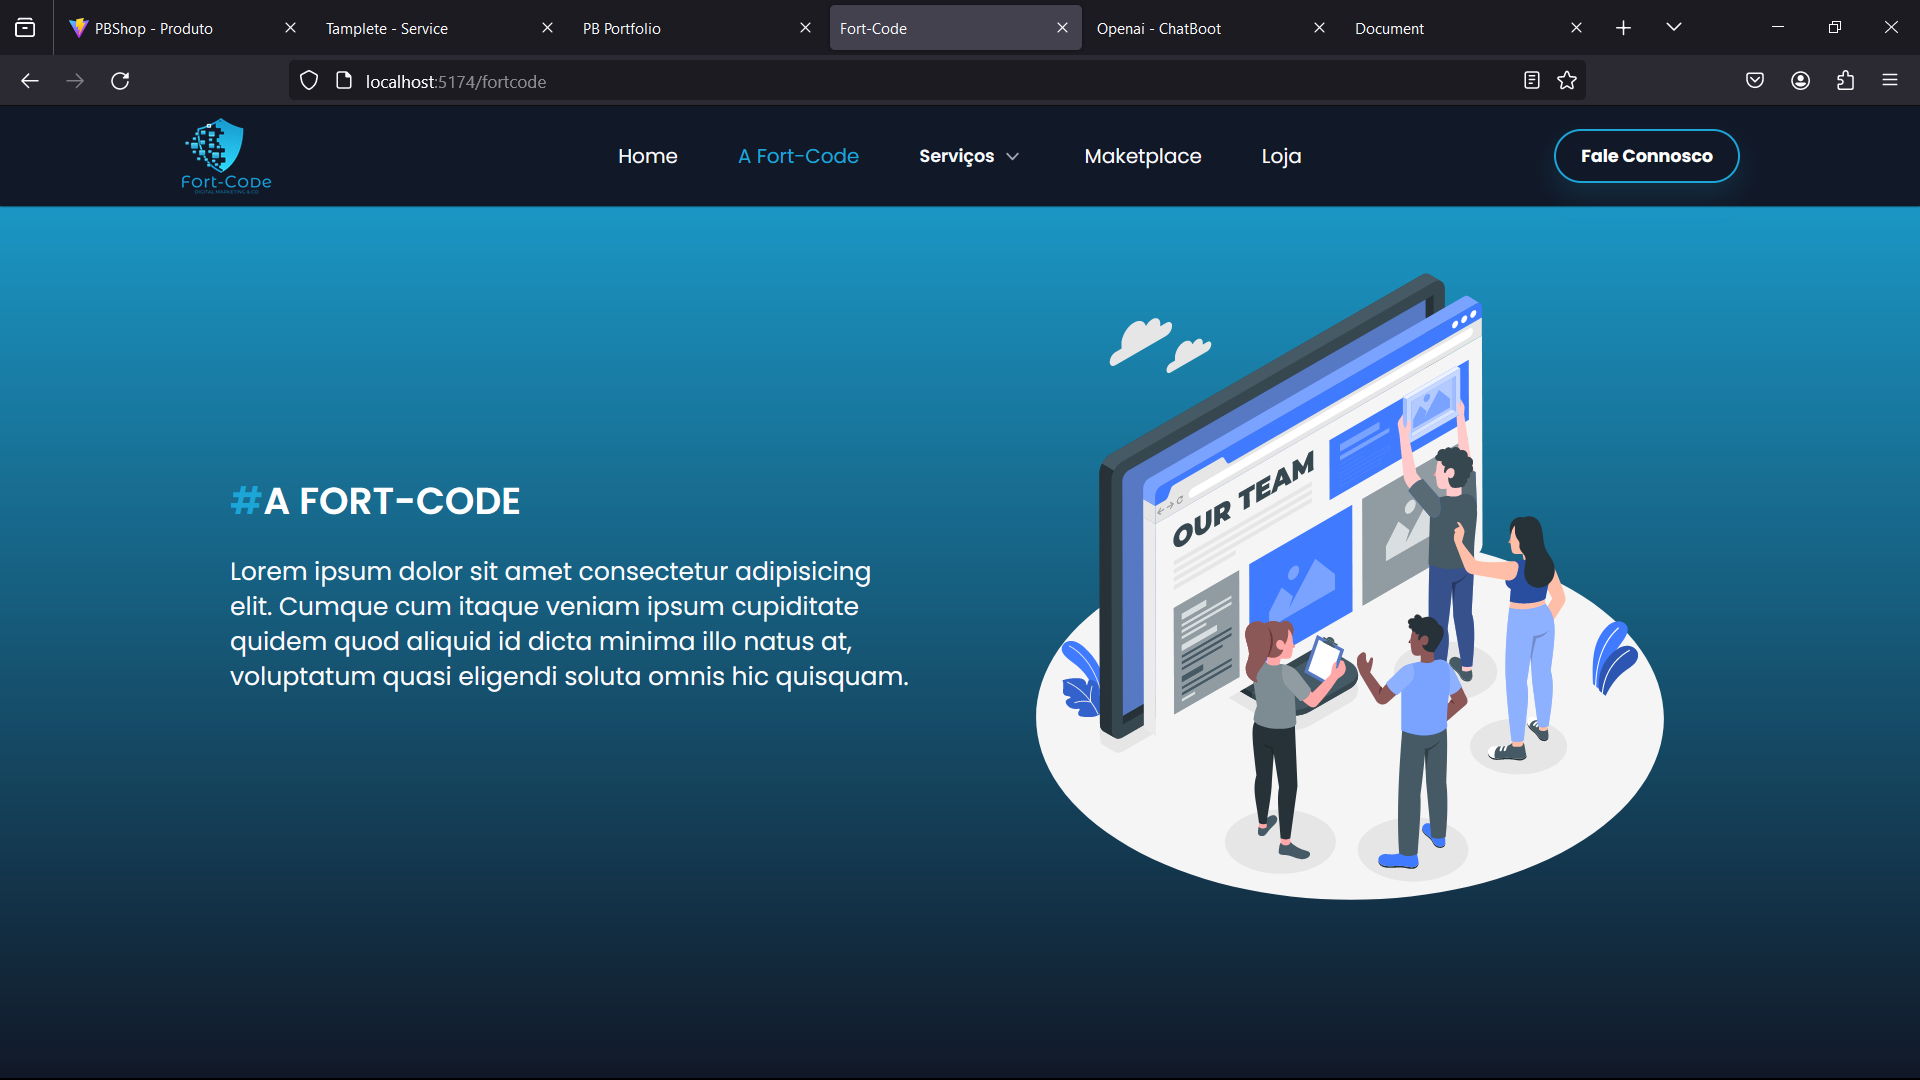 PBShop - Produto
Tamplete - Service
PB Portfolio
Fort-Code
Openai - ChatBoot
Document
localhost:5174/fortcode
Fort-Code
DIGITAL MARKETING & CO.
Home
A Fort-Code
Serviços
Maketplace
Loja
Fale Connosco
OUR TEAM
#A FORT-CODE
Lorem ipsum dolor sit amet consectetur adipisicing
elit. Cumque cum itaque veniam ipsum cupiditate
quidem quod aliquid id dicta minima illo natus at,
voluptatum quasi eligendi soluta omnis hic quisquam.